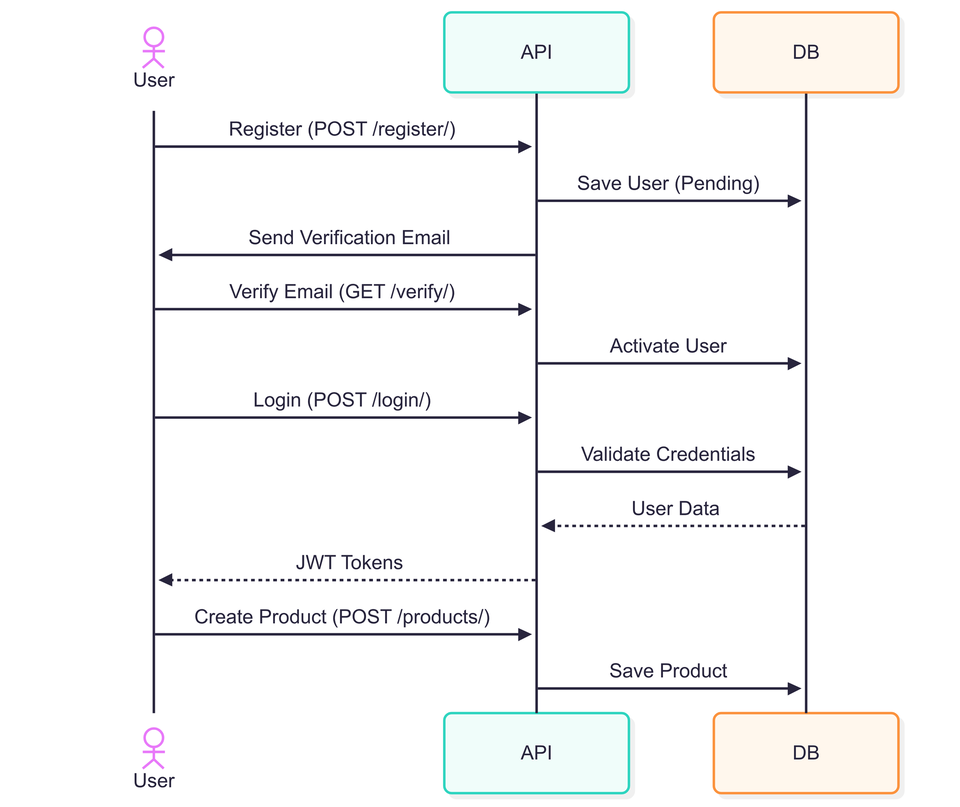 User
API
DB
Register (POST /register/)
Save User (Pending)
Send Verification Email
Verify Email (GET /verify/)
Activate User
Login (POST /login/)
Validate Credentials
User Data
JWT Tokens
Create Product (POST /products/)
Save Product
User
API
DB